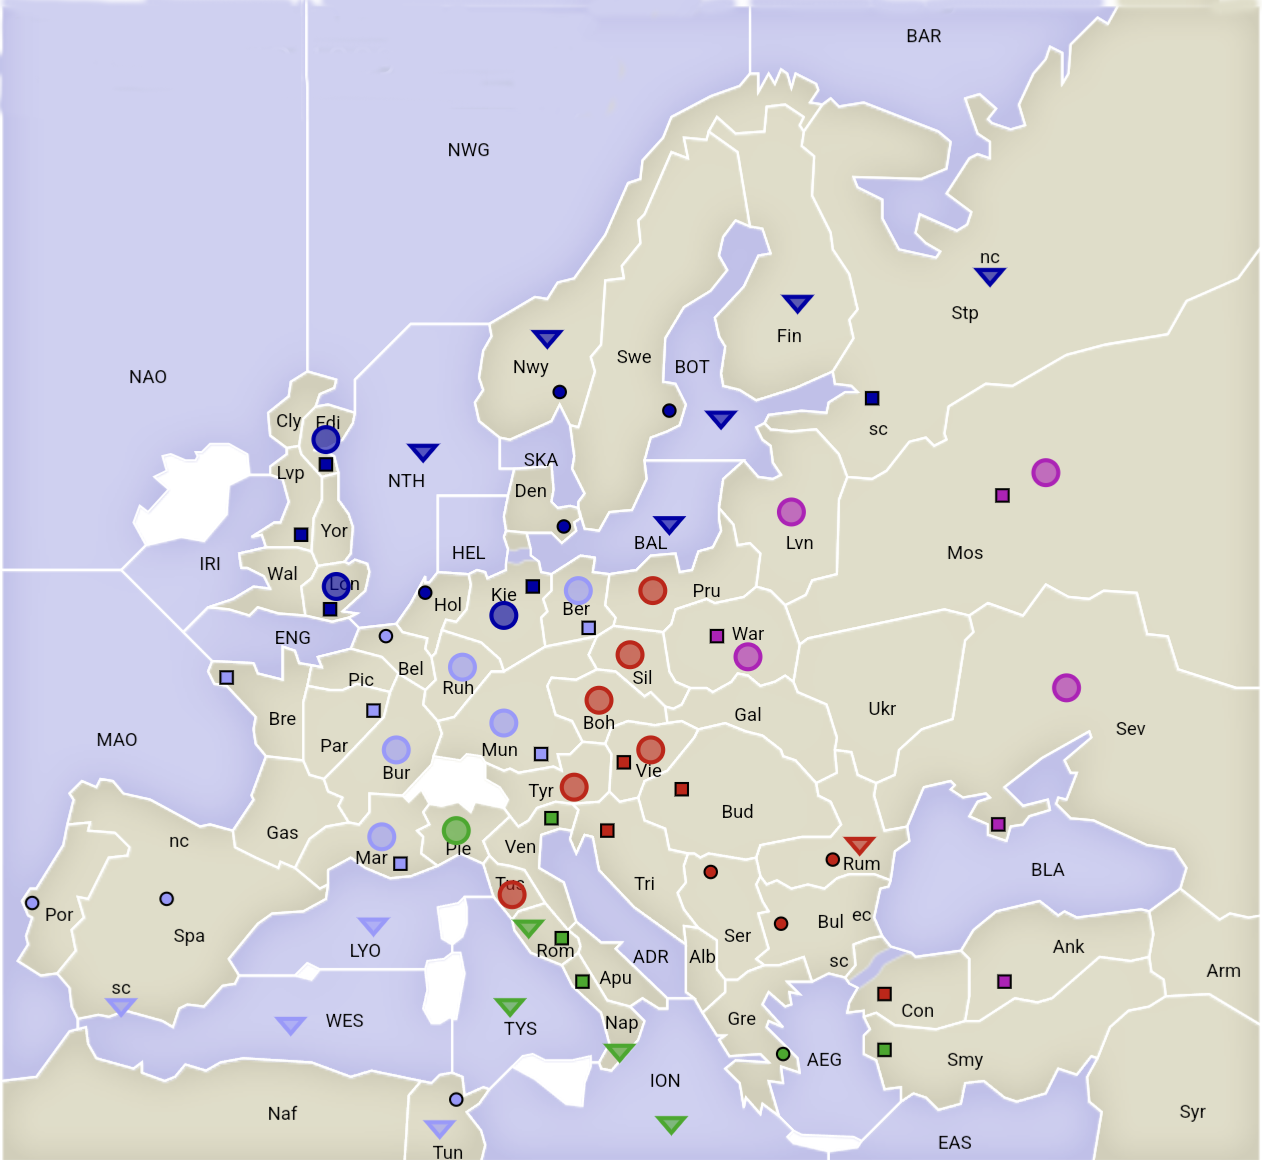 BAR
NWG
nc
Stp
Fin
Swe
BOT
Nwy
NAO
Cly
Edi
sc
SKA
Lvp
NTH
Den
Yor
BAL
Lvn
HEL
Mos
IRI
Wal
Lon
Kie
Hol
Ber
Pru
ENG
War
Bel
Pic
Ruh
Sil
Bre
Boh
Gal
Ukr
Sev
MAO
Par
Mun
Bur
Vie
Tyr
Bud
nc
Gas
Mar
Pie
Ven
Rum
BLA
Tri
Tus
Por
Spa
Bul
ec
Ser
LYO
Rom
ADR
Alb
sc
Ank
Arm
Apu
sc
WES
TYS
Nap
Gre
Con
AEG
Smy
ION
Naf
Syr
EAS
Tun